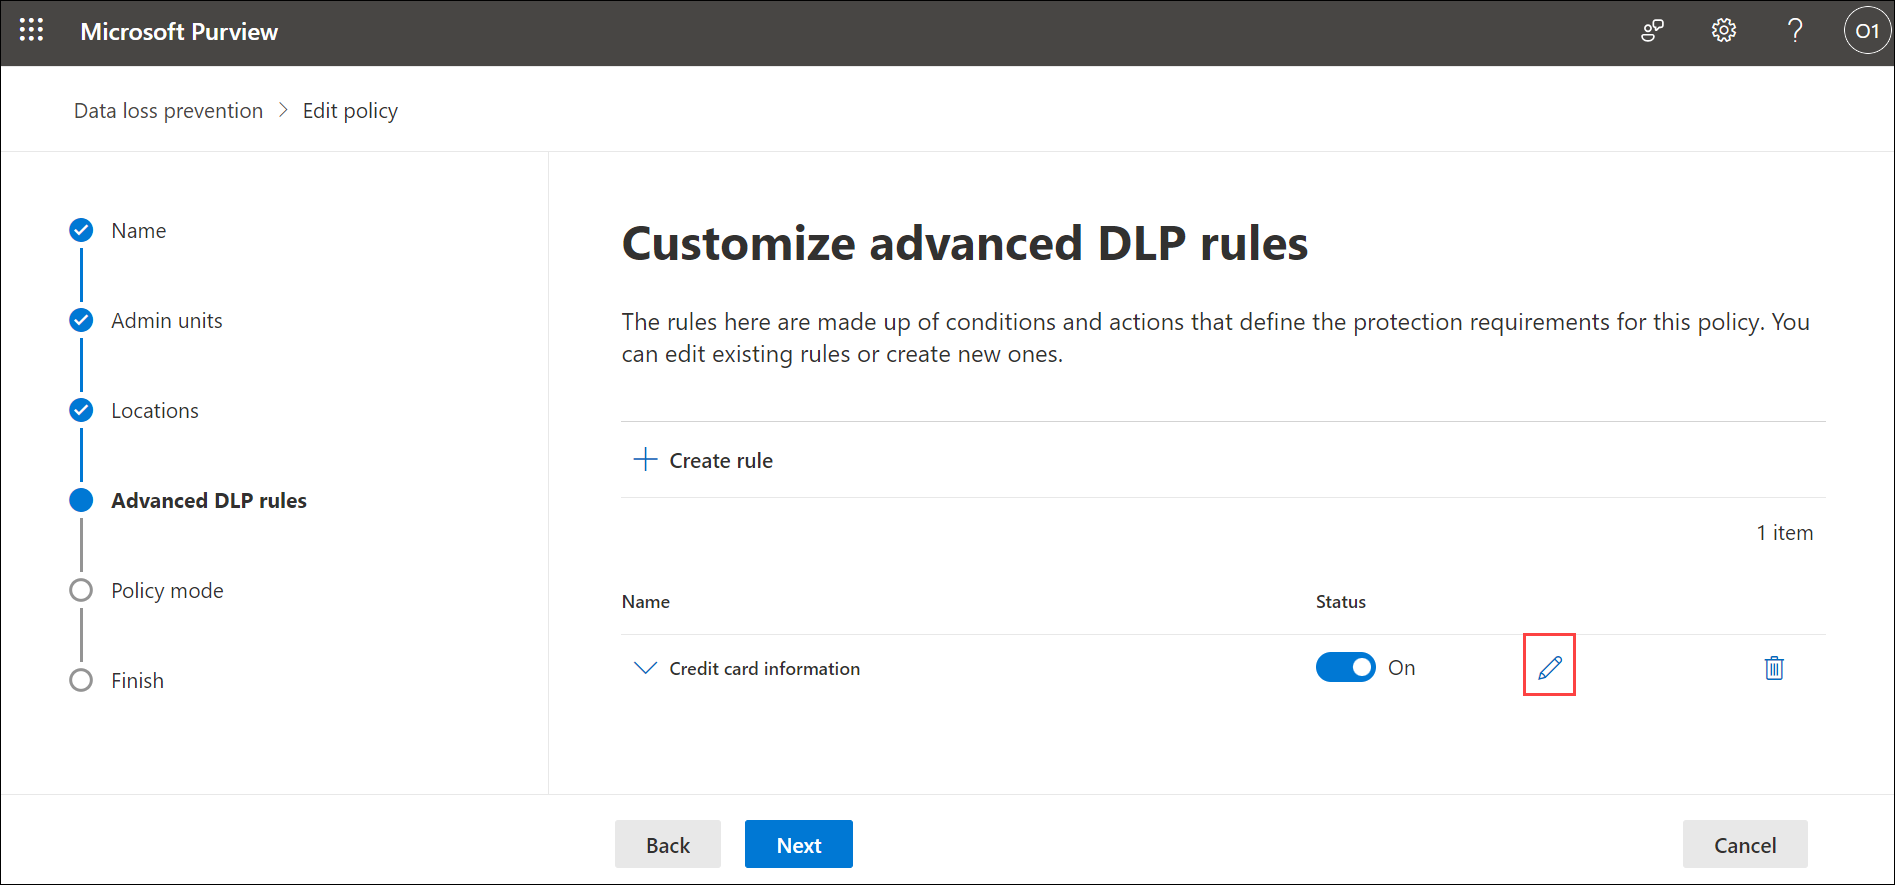 Microsoft Purview
O1
Data loss prevention > Edit policy
Name
Admin units
Locations
Advanced DLP rules
Policy mode
Finish
Customize advanced DLP rules
The rules here are made up of conditions and actions that define the protection requirements for this policy. You
can edit existing rules or create new ones.
Create rule
1 item
Name Status
Credit card information On
Back Next Cancel